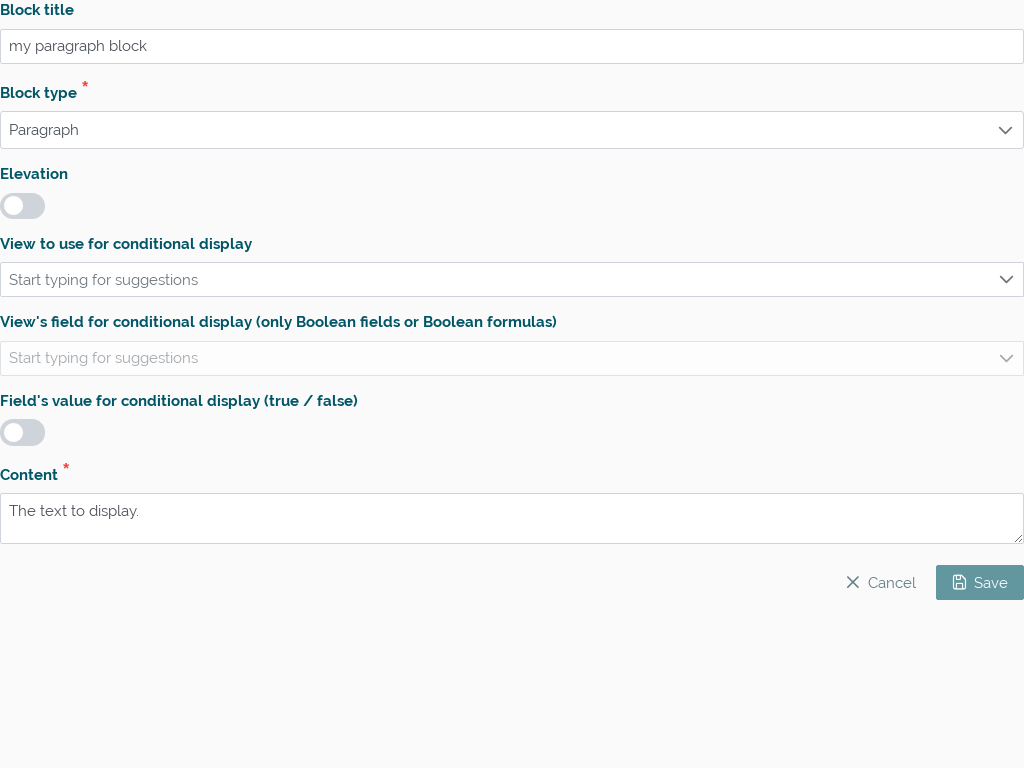 Block title
my paragraph block
Block type *
Paragraph
Elevation
View to use for conditional display
Start typing for suggestions
View's field for conditional display (only Boolean fields or Boolean formulas)
Start typing for suggestions
Field's value for conditional display (true / false)
Content *
The text to display.
Cancel Save